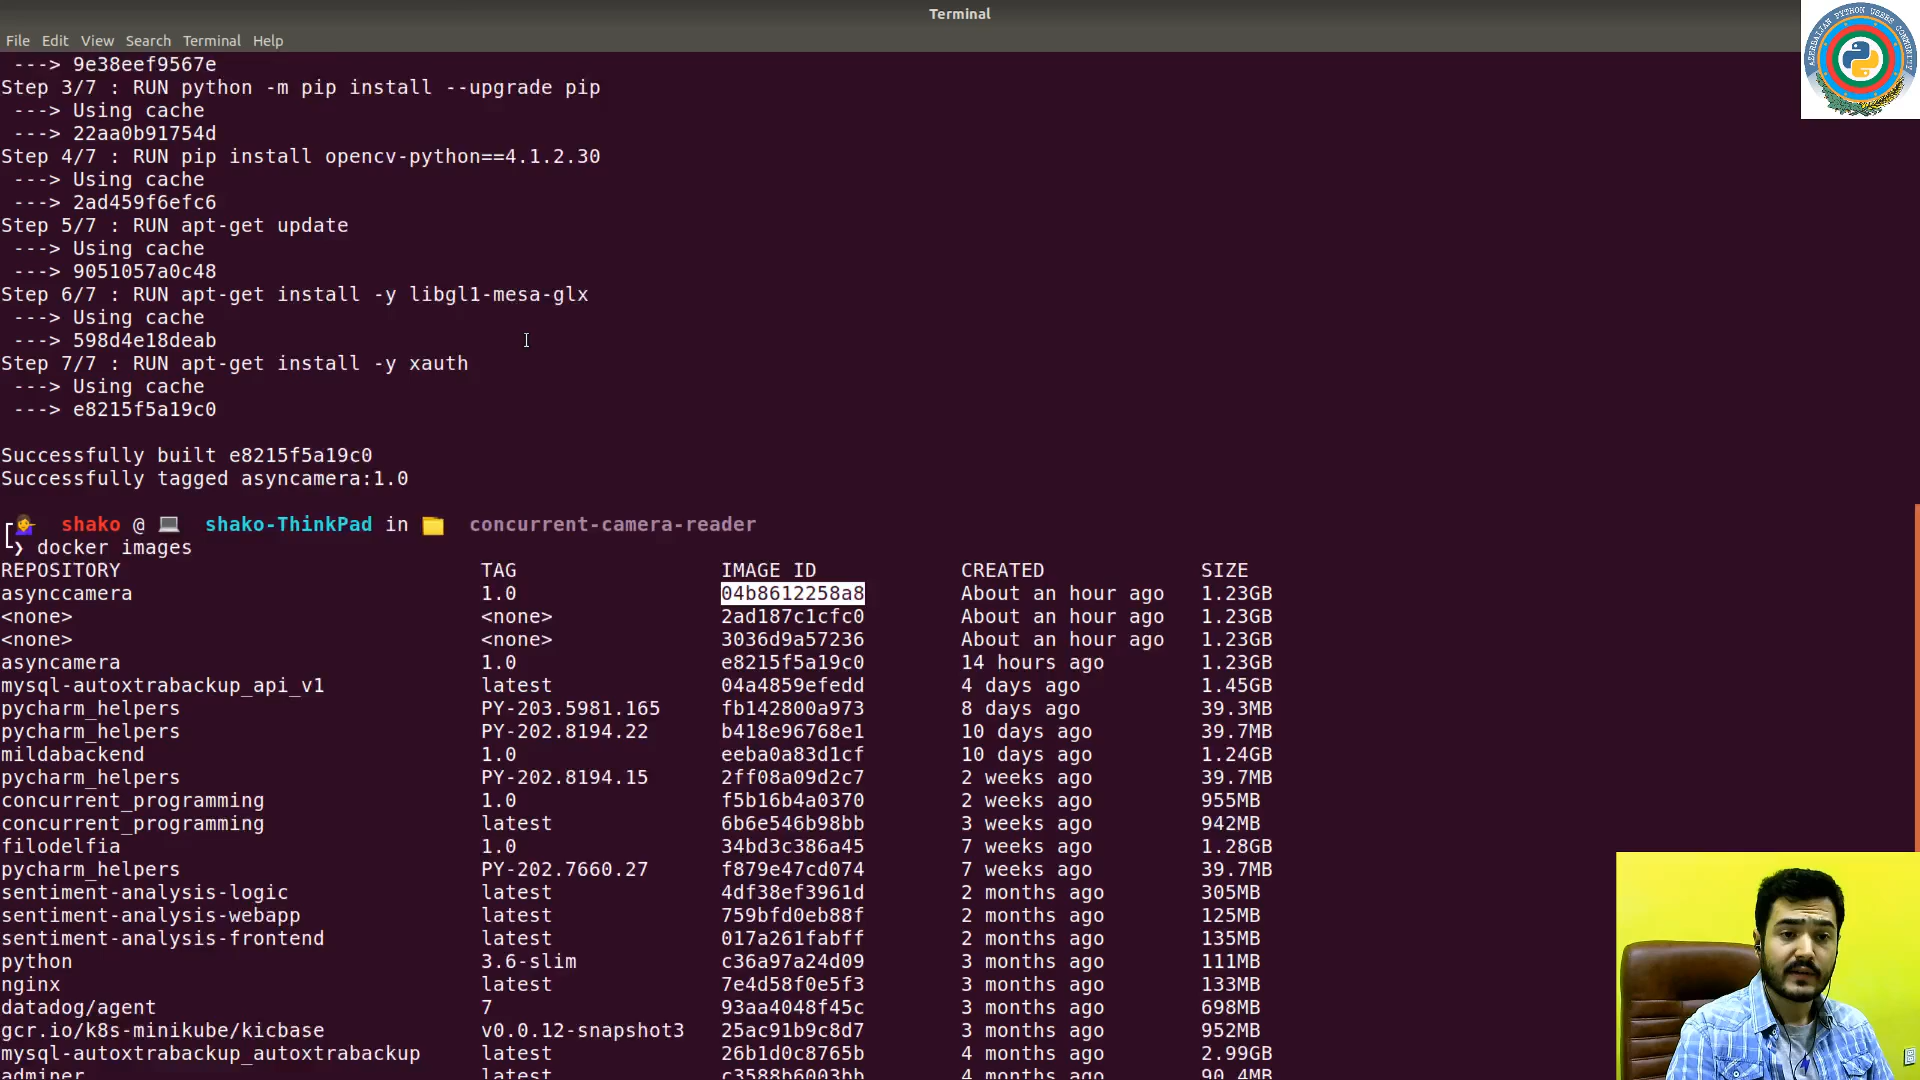 Terminal
File Edit View Search Terminal Help
AZERBAIJAN PYTHON USERS COMMUNITY
---> 9e38eef9567e
Step 3/7 : RUN python -m pip install --upgrade pip
---> Using cache
---> 22aa0b91754d
Step 4/7 : RUN pip install opencv-python==4.1.2.30
---> Using cache
---> 2ad459f6efc6
Step 5/7 : RUN apt-get update
---> Using cache
---> 9051057a0c48
Step 6/7 : RUN apt-get install -y libgl1-mesa-glx
---> Using cache
---> 598d4e18deab
Step 7/7 : RUN apt-get install -y xauth
---> Using cache
---> e8215f5a19c0
Successfully built e8215f5a19c0
Successfully tagged asyncamera:1.0
shako @ shako-ThinkPad in concurrent-camera-reader
❯ docker images
REPOSITORY TAG IMAGE ID CREATED SIZE
asynccamera 1.0 04b8612258a8 About an hour ago 1.23GB
<none> <none> 2ad187c1cfc0 About an hour ago 1.23GB
<none> <none> 3036d9a57236 About an hour ago 1.23GB
asyncamera 1.0 e8215f5a19c0 14 hours ago 1.23GB
mysql-autoxtrabackup_api_v1 latest 04a4859efedd 4 days ago 1.45GB
pycharm_helpers PY-203.5981.165 fb142800a973 8 days ago 39.3MB
pycharm_helpers PY-202.8194.22 b418e96768e1 10 days ago 39.7MB
mildabackend 1.0 eeba0a83d1cf 10 days ago 1.24GB
pycharm_helpers PY-202.8194.15 2ff08a09d2c7 2 weeks ago 39.7MB
concurrent_programming 1.0 f5b16b4a0370 2 weeks ago 955MB
concurrent_programming latest 6b6e546b98bb 3 weeks ago 942MB
filodelfia 1.0 34bd3c386a45 7 weeks ago 1.28GB
pycharm_helpers PY-202.7660.27 f879e47cd074 7 weeks ago 39.7MB
sentiment-analysis-logic latest 4df38ef3961d 2 months ago 305MB
sentiment-analysis-webapp latest 759bfd0eb88f 2 months ago 125MB
sentiment-analysis-frontend latest 017a261fabff 2 months ago 135MB
python 3.6-slim c36a97a24d09 3 months ago 111MB
nginx latest 7e4d58f0e5f3 3 months ago 133MB
datadog/agent 7 93aa4048f45c 3 months ago 698MB
gcr.io/k8s-minikube/kicbase v0.0.12-snapshot3 25ac91b9c8d7 3 months ago 952MB
mysql-autoxtrabackup_autoxtrabackup latest 26b1d0c8765b 4 months ago 2.99GB
adminer latest c3588b6003bb 4 months ago 90.4MB